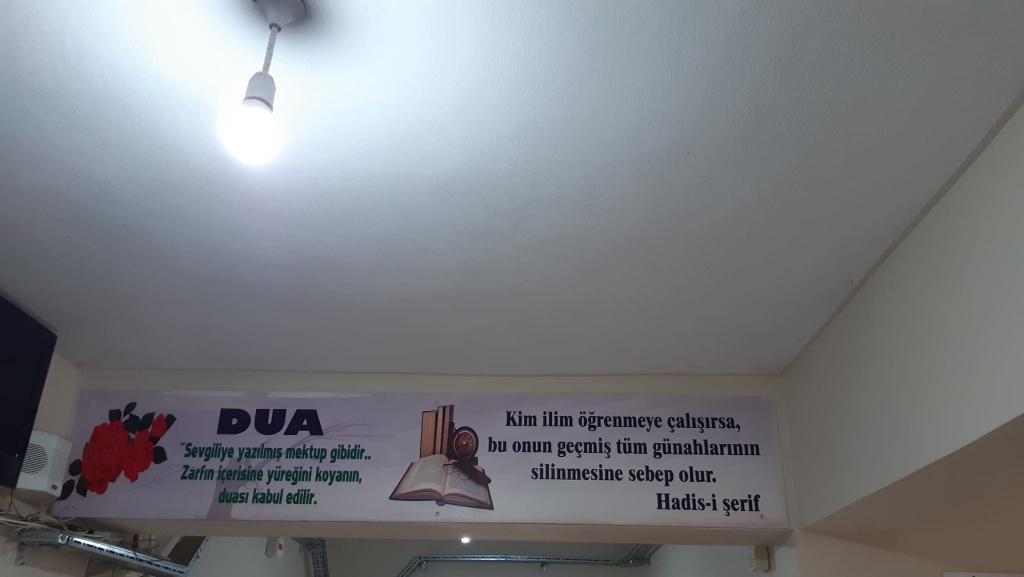 DUA
"Sevgiliye yazılmış mektup gibidir..
Zarfın içerisine yüreğini koyanın,
duası kabul edilir.
Kim ilim öğrenmeye çalışırsa,
bu onun geçmiş tüm günahlarının
silinmesine sebep olur.
Hadis-i şerif